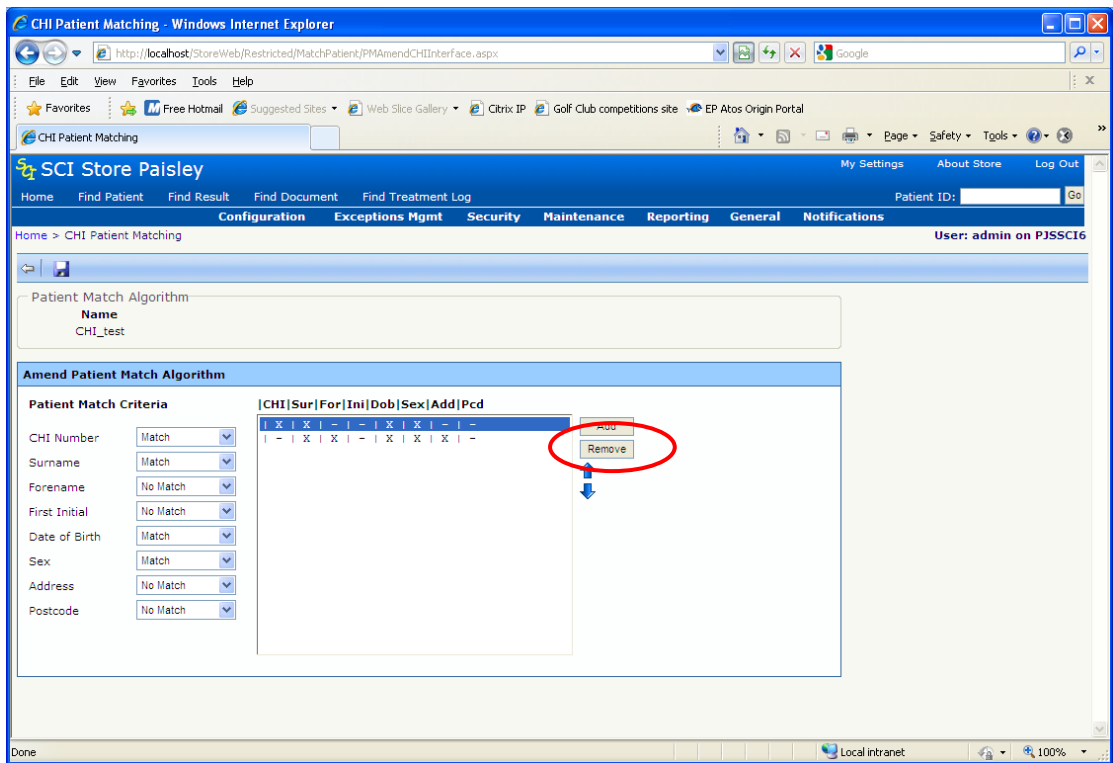 CHI Patient Matching - Windows Internet Explorer
http://localhost/StoreWeb/Restricted/MatchPatient/PMAmendCHIInterface.aspx
Google
File Edit View Favorites Tools Help
Favorites Free Hotmail Suggested Sites Web Slice Gallery Citrix IP Golf Club competitions site EP Atos Origin Portal
CHI Patient Matching
Page Safety Tools »
SCI Store Paisley
My Settings About Store Log Out
Home Find Patient Find Result Find Document Find Treatment Log
Patient ID: Go
Configuration Exceptions Mgmt Security Maintenance Reporting General Notifications
Home > CHI Patient Matching
User: admin on PJSSCI6
Patient Match Algorithm
Name
CHI_test
Amend Patient Match Algorithm
Patient Match Criteria
|CHI|Sur|For|Ini|Dob|Sex|Add|Pcd
| X | X | - | - | X | X | - | -
| - | X | X | - | X | X | X | -
Add
Remove
CHI Number Match
Surname Match
Forename No Match
First Initial No Match
Date of Birth Match
Sex Match
Address No Match
Postcode No Match
Done
Local intranet
100%